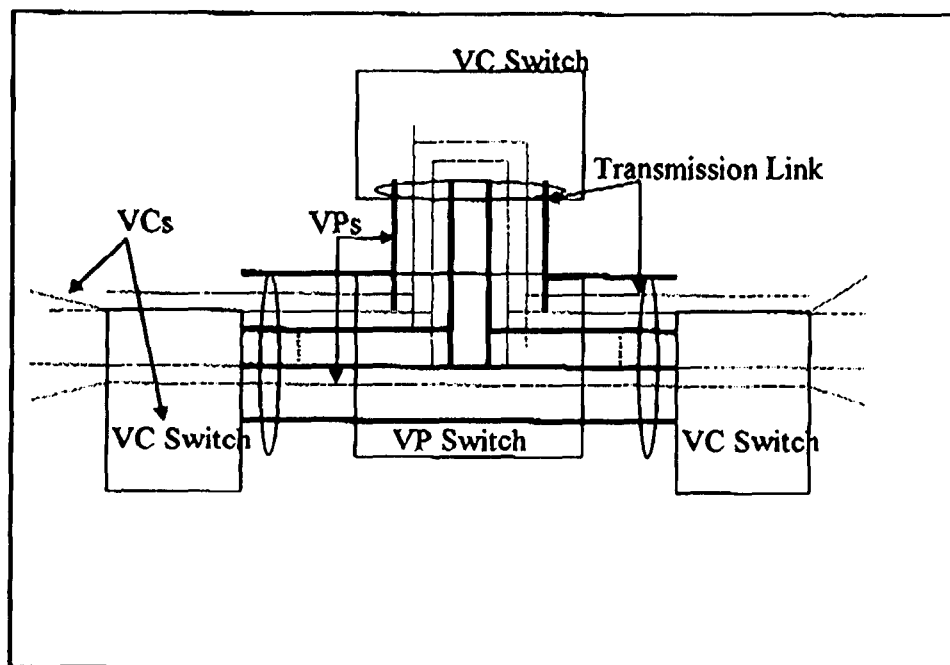 VC Switch
Transmission Link
VCs
VPs
VC Switch
VP Switch
VC Switch